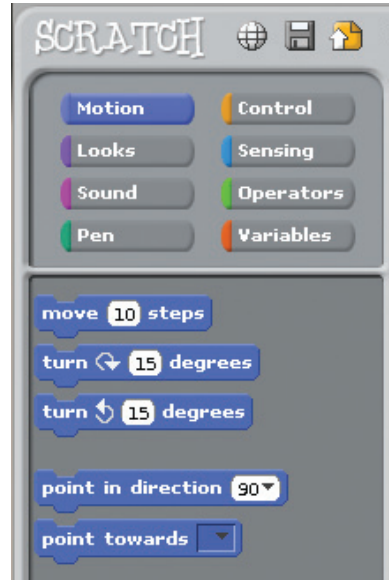 SCRATCH
Motion
Control
Looks
Sensing
Sound
Operators
Pen
Variables
move 10 steps
turn 15 degrees
turn 15 degrees
point in direction 90
point towards